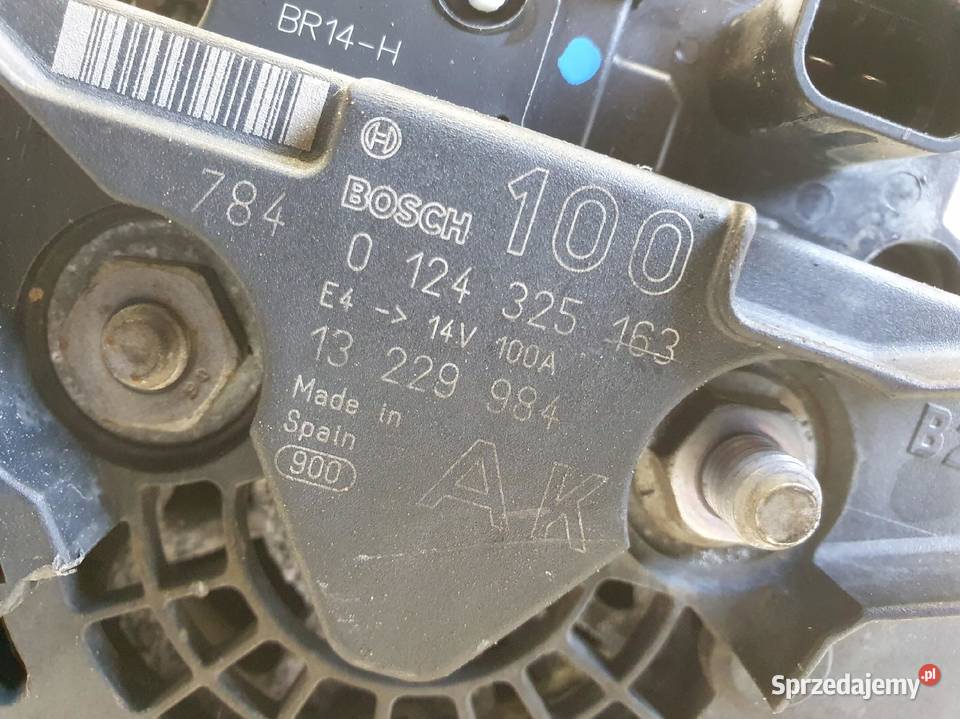 BR14-H
BOSCH 100
784
0 124 325 163
E4 -> 14V 100A
13 229 984
Made in
Spain
900
AK
Sprzedajemy.pl